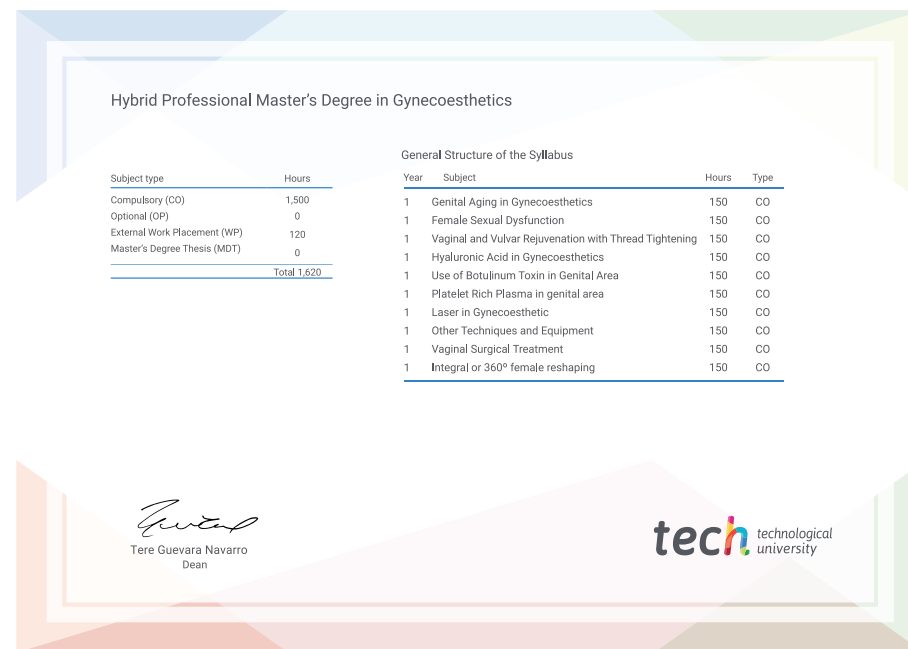 Hybrid Professional Master's Degree in Gynecoesthetics
Subject type Hours
Compulsory (CO) 1,500
Optional (OP) 0
External Work Placement (WP) 120
Master's Degree Thesis (MDT) 0
Total 1,620
General Structure of the Syllabus
Year Subject Hours Type
1 Genital Aging in Gynecoesthetics 150 CO
1 Female Sexual Dysfunction 150 CO
1 Vaginal and Vulvar Rejuvenation with Thread Tightening 150 CO
1 Hyaluronic Acid in Gynecoesthetics 150 CO
1 Use of Botulinum Toxin in Genital Area 150 CO
1 Platelet Rich Plasma in genital area 150 CO
1 Laser in Gynecoesthetic 150 CO
1 Other Techniques and Equipment 150 CO
1 Vaginal Surgical Treatment 150 CO
1 Integral or 360º female reshaping 150 CO
Tere Guevara Navarro
Dean
tech technological
university